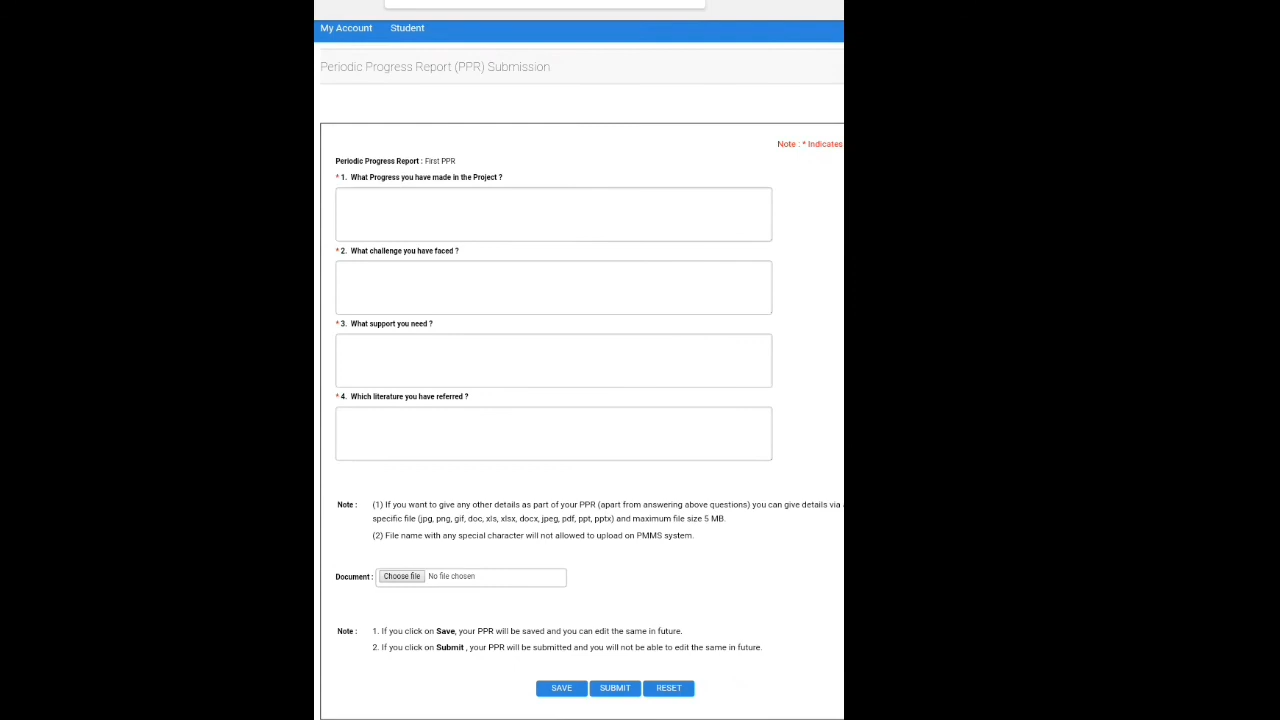 My Account Student
Periodic Progress Report (PPR) Submission
Note : * Indicates
Periodic Progress Report : First PPR
* 1. What Progress you have made in the Project ?
* 2. What challenge you have faced ?
* 3. What support you need ?
* 4. Which literature you have referred ?
Note : (1) If you want to give any other details as part of your PPR (apart from answering above questions) you can give details via
specific file (jpg, png, gif, doc, xls, xlsx, docx, jpeg, pdf, ppt, pptx) and maximum file size 5 MB.
(2) File name with any special character will not allowed to upload on PMMS system.
Document : Choose file No file chosen
Note : 1. If you click on Save, your PPR will be saved and you can edit the same in future.
2. If you click on Submit , your PPR will be submitted and you will not be able to edit the same in future.
SAVE SUBMIT RESET